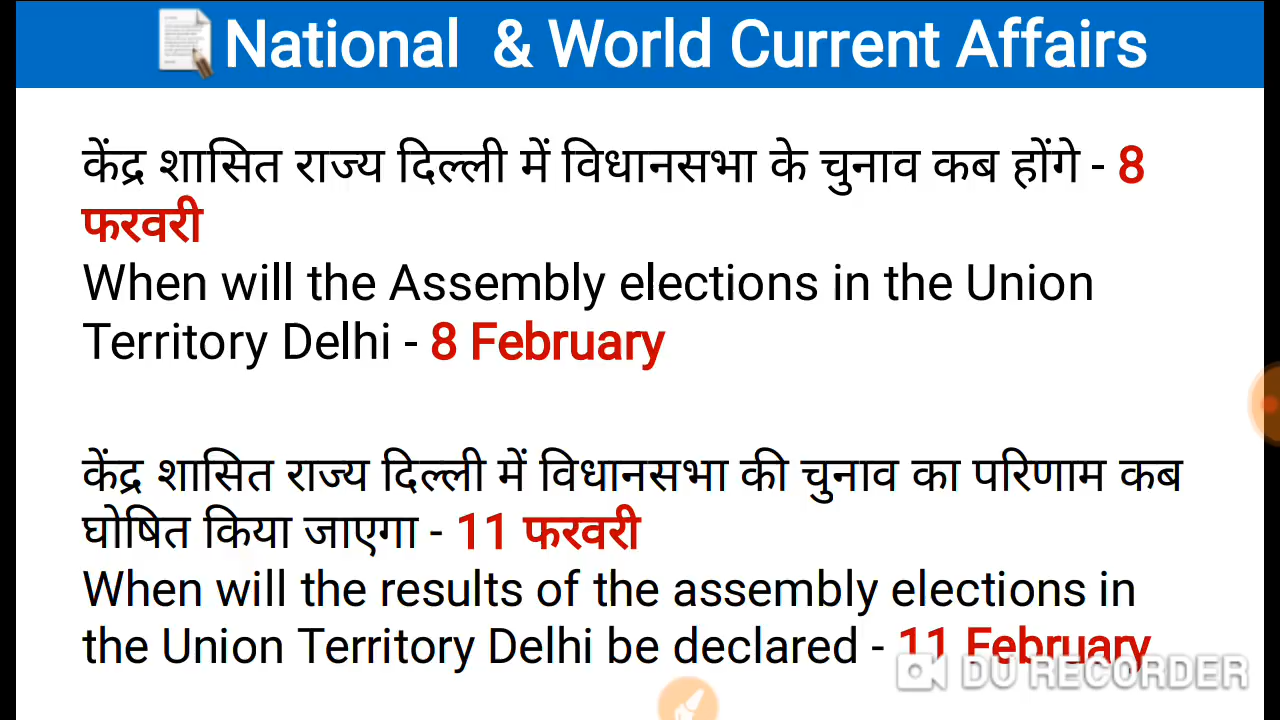 National & World Current Affairs
केंद्र शासित राज्य दिल्ली में विधानसभा के चुनाव कब होंगे - 8
फरवरी
When will the Assembly elections in the Union
Territory Delhi - 8 February
केंद्र शासित राज्य दिल्ली में विधानसभा की चुनाव का परिणाम कब
घोषित किया जाएगा - 11 फरवरी
When will the results of the assembly elections in
the Union Territory Delhi be declared - 11 February
DU RECORDER